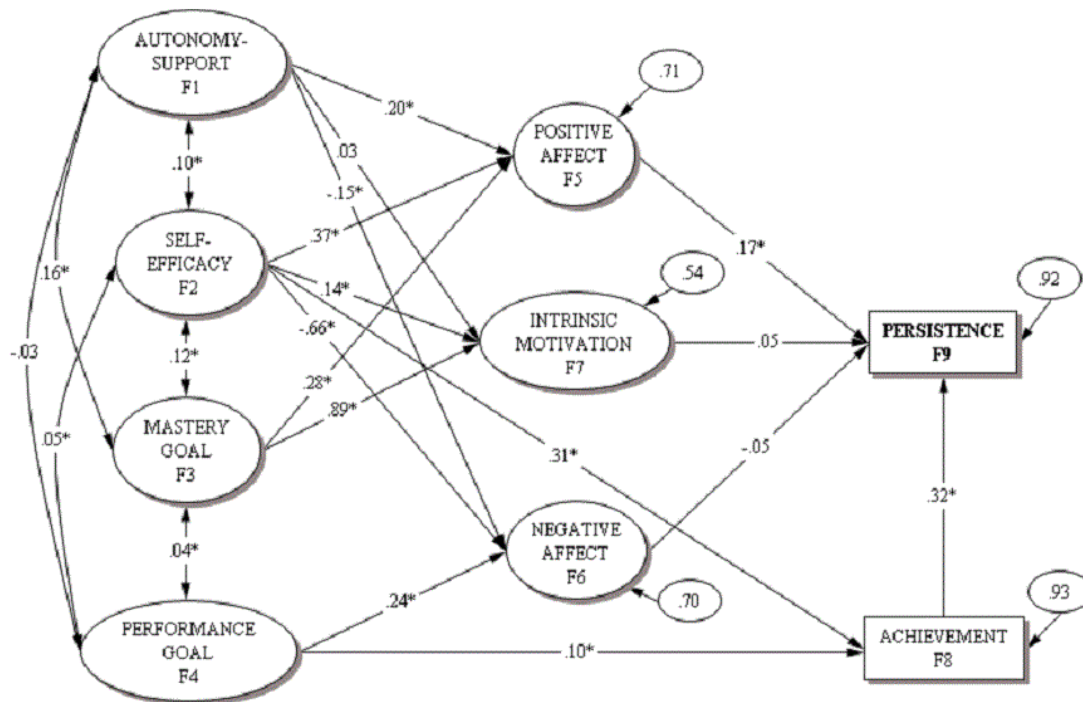 AUTONOMY-
SUPPORT
F1
.71
.20*
POSITIVE
AFFECT
F5
.03
.10*
-.15*
SELF-
EFFICACY
F2
.37*
.17*
.16*
.14*
.54
.92
-.66*
INTRINSIC
MOTIVATION
F7
.05
PERSISTENCE
F9
-.03
.12*
.28*
.89*
MASTERY
GOAL
F3
.05*
.31*
-.05
.32*
NEGATIVE
AFFECT
F6
.04*
.24*
.70
.93
PERFORMANCE
GOAL
F4
.10*
ACHIEVEMENT
F8